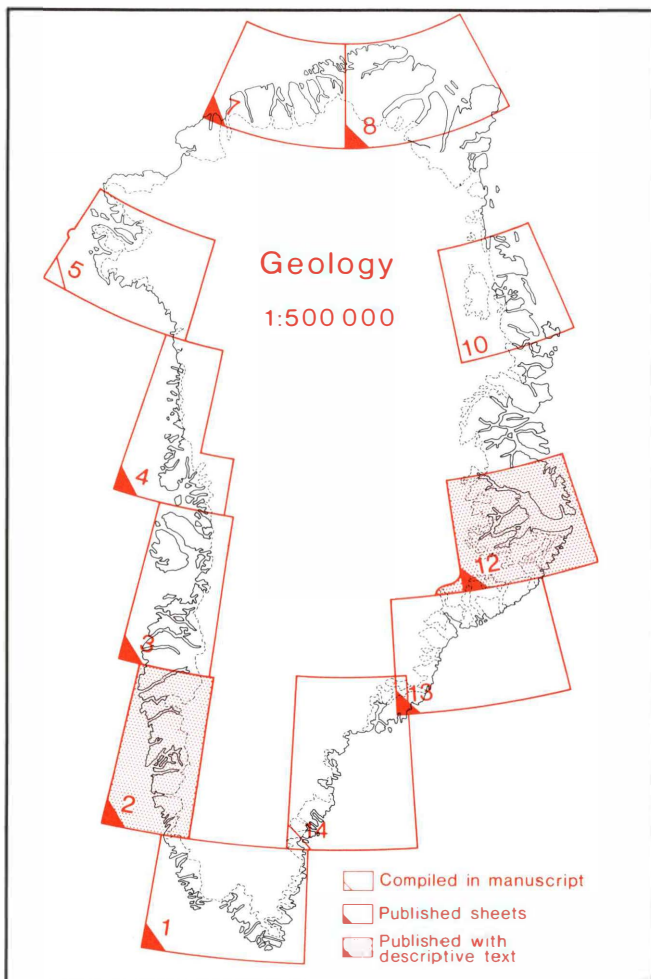 7
8
5
Geology
1:500 000
10
4
12
3
13
2
14
1
Compiled in manuscript
Published sheets
Published with
descriptive text